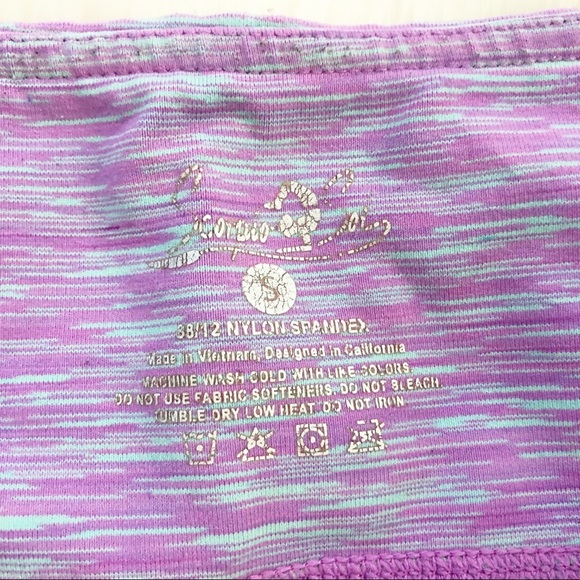 S
88/12 NYLON SPANDEX
Made in Vietnam, Designed in California
MACHINE WASH COLD WITH LIKE COLORS.
DO NOT USE FABRIC SOFTENERS. DO NOT BLEACH.
TUMBLE DRY LOW HEAT. DO NOT IRON.